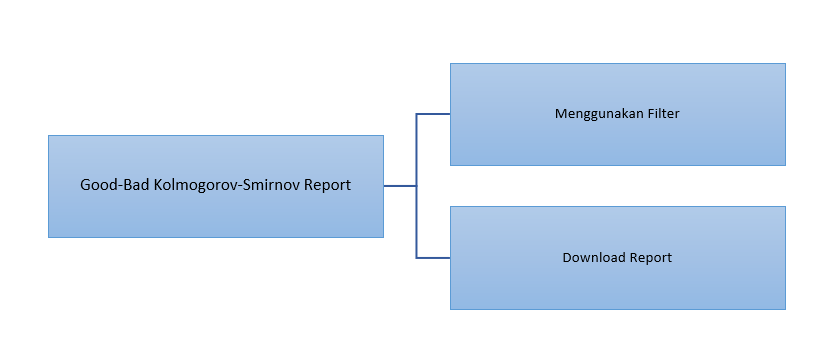 Good-Bad Kolmogorov-Smirnov Report
Menggunakan Filter
Download Report